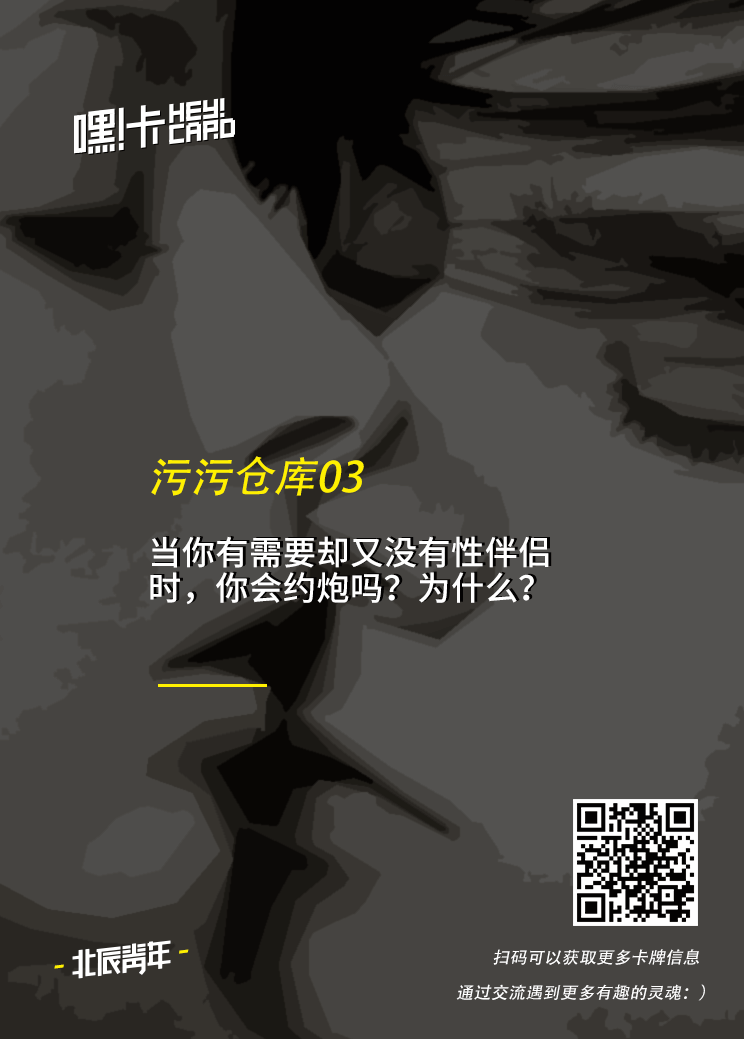 嘿!卡 HEY! CARD
污污仓库03
当你有需要却又没有性伴侣
时，你会约炮吗？为什么？
扫码可以获取更多卡牌信息
- 北辰青年 -
通过交流遇到更多有趣的灵魂：）